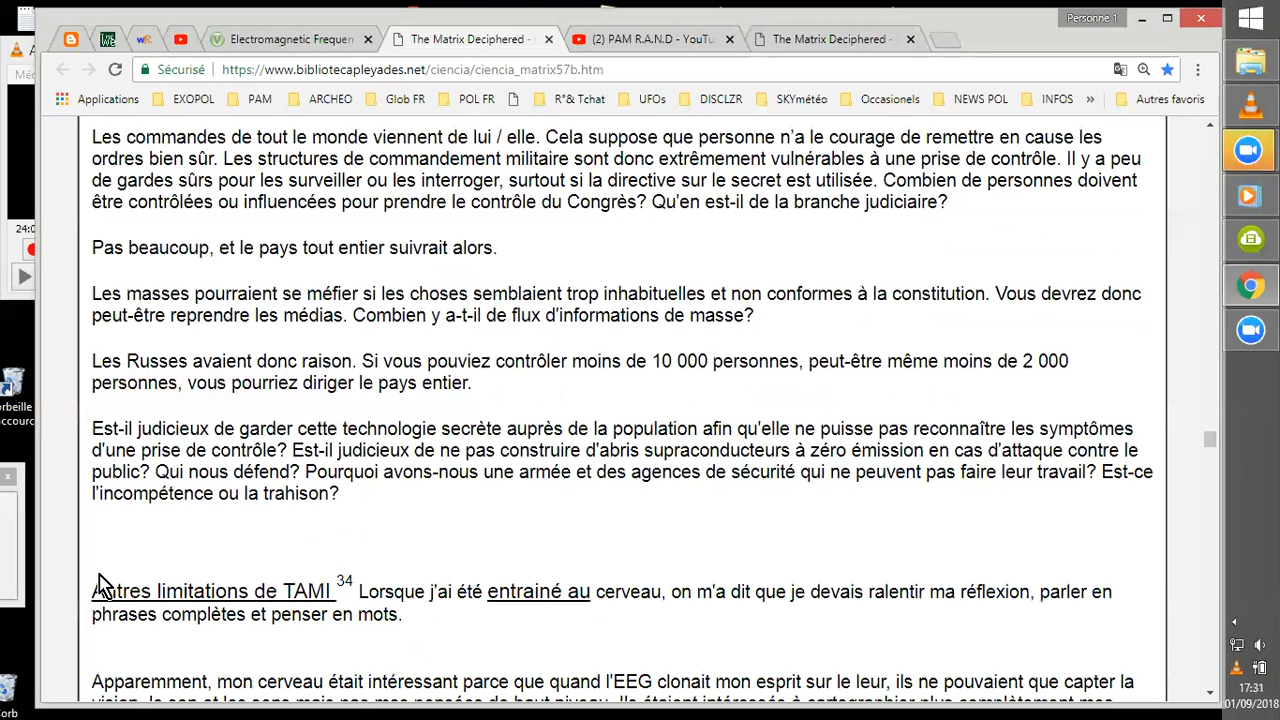 Personne 1
Electromagnetic Frequen
The Matrix Deciphered -
(2) PAM R.A.N.D - YouTu
The Matrix Deciphered -
Sécurisé
https://www.bibliotecapleyades.net/ciencia/ciencia_matrix57b.htm
Applications
EXOPOL
PAM
ARCHEO
Glob FR
POL FR
R°& Tchat
UFOs
DISCLZR
SKYmétéo
Occasionels
NEWS POL
INFOS
»
Autres favoris
Les commandes de tout le monde viennent de lui / elle. Cela suppose que personne n'a le courage de remettre en cause les
ordres bien sûr. Les structures de commandement militaire sont donc extrêmement vulnérables à une prise de contrôle. Il y a peu
de gardes sûrs pour les surveiller ou les interroger, surtout si la directive sur le secret est utilisée. Combien de personnes doivent
être contrôlées ou influencées pour prendre le contrôle du Congrès? Qu'en est-il de la branche judiciaire?
Pas beaucoup, et le pays tout entier suivrait alors.
Les masses pourraient se méfier si les choses semblaient trop inhabituelles et non conformes à la constitution. Vous devrez donc
peut-être reprendre les médias. Combien y a-t-il de flux d'informations de masse?
Les Russes avaient donc raison. Si vous pouviez contrôler moins de 10 000 personnes, peut-être même moins de 2 000
personnes, vous pourriez diriger le pays entier.
Est-il judicieux de garder cette technologie secrète auprès de la population afin qu'elle ne puisse pas reconnaître les symptômes
d'une prise de contrôle? Est-il judicieux de ne pas construire d'abris supraconducteurs à zéro émission en cas d'attaque contre le
public? Qui nous défend? Pourquoi avons-nous une armée et des agences de sécurité qui ne peuvent pas faire leur travail? Est-ce
l'incompétence ou la trahison?
Autres limitations de TAMI 34 Lorsque j'ai été entrainé au cerveau, on m'a dit que je devais ralentir ma réflexion, parler en
phrases complètes et penser en mots.
Apparemment, mon cerveau était intéressant parce que quand l'EEG clonait mon esprit sur le leur, ils ne pouvaient que capter la
24:0
orbeille
accourc
Corb
17:31
01/09/2018